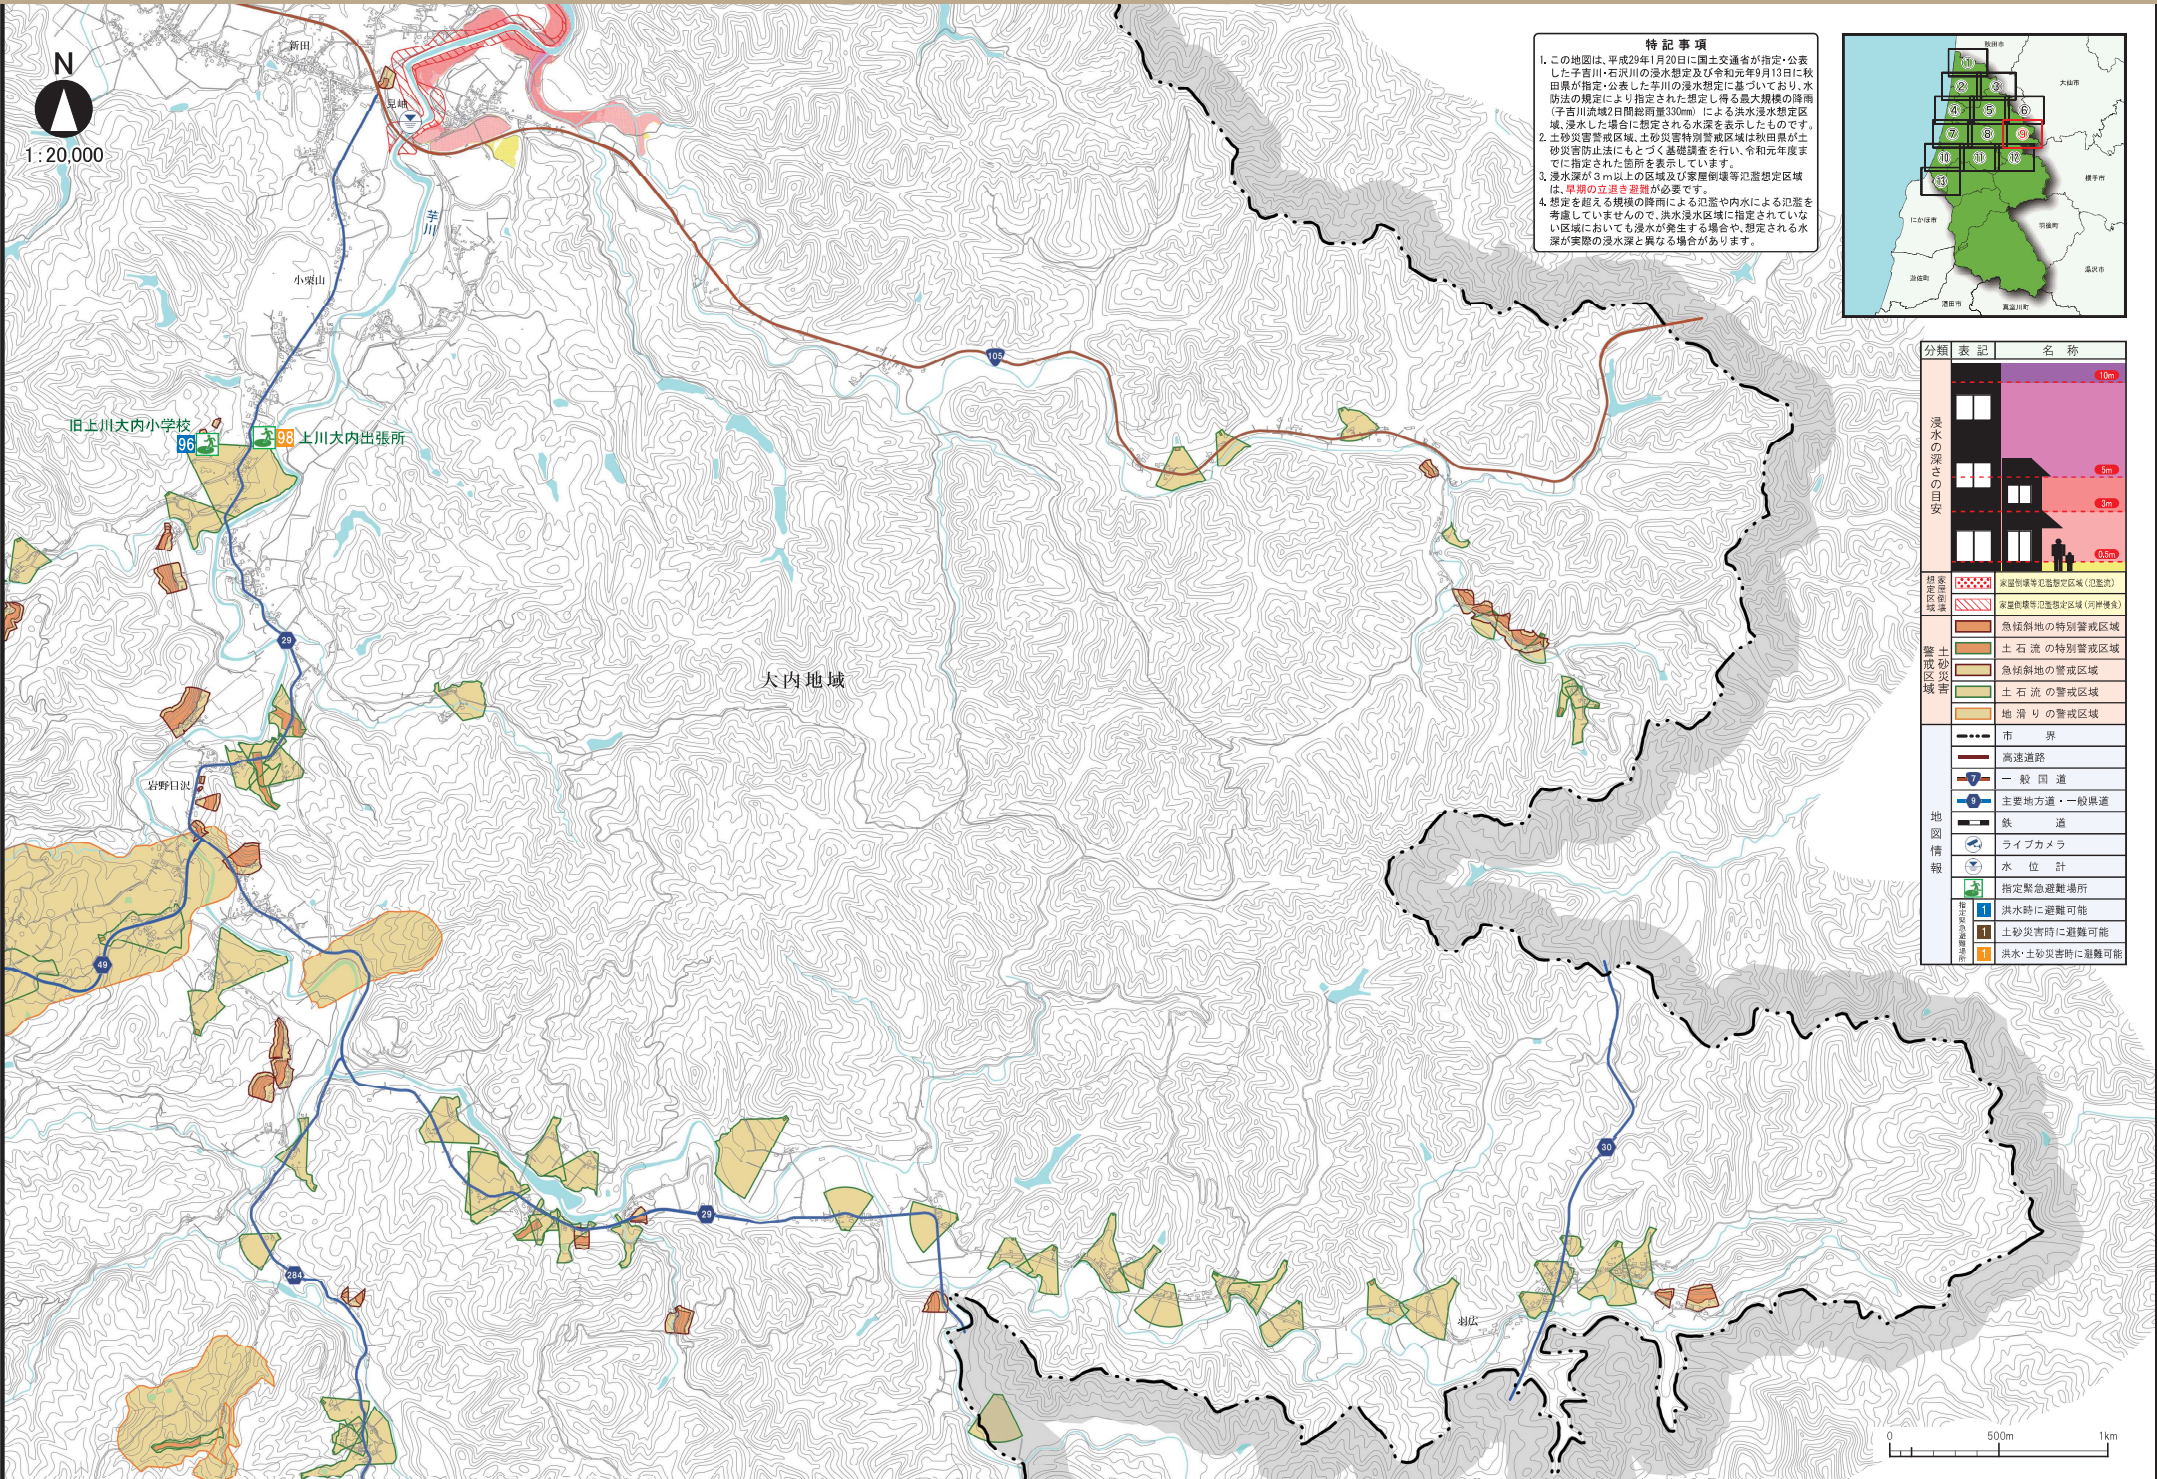 N
1:20,000
新田
見岫
芋川
小栗山
旧上川大内小学校
96
98 上川大内出張所
29
105
大内地域
岩野目沢
49
29
30
284
羽広
特記事項
1. この地図は、平成29年1月20日に国土交通省が指定・公表
した子吉川・石沢川の浸水想定及び令和元年9月13日に秋
田県が指定・公表した芋川の浸水想定に基づいており、水
防法の規定により指定された想定し得る最大規模の降雨
(子吉川流域2日間総雨量330mm)による洪水浸水想定区
域、浸水した場合に想定される水深を表示したものです。
2. 土砂災害警戒区域、土砂災害特別警戒区域は秋田県が土
砂災害防止法にもとづく基礎調査を行い、令和元年度ま
でに指定された箇所を表示しています。
3. 浸水深が3m以上の区域及び家屋倒壊等氾濫想定区域
は、早期の立退き避難が必要です。
4. 想定を超える規模の降雨による氾濫や内水による氾濫を
考慮していませんので、洪水浸水区域に指定されていな
い区域においても浸水が発生する場合や、想定される水
深が実際の浸水深と異なる場合があります。
秋田市
大仙市
横手市
にかほ市
羽後町
湯沢市
遊佐町
酒田市
真室川町
①
②
③
④
⑤
⑥
⑦
⑧
⑨
⑩
⑪
⑫
⑬
分類 表記 名称
浸水の深さの目安
10m
5m
3m
0.5m
家屋倒壊想定区域
家屋倒壊等氾濫想定区域(氾濫流)
家屋倒壊等氾濫想定区域(河岸侵食)
土砂災害警戒区域
急傾斜地の特別警戒区域
土石流の特別警戒区域
急傾斜地の警戒区域
土石流の警戒区域
地滑りの警戒区域
地図情報
市界
高速道路
7 一般国道
9 主要地方道・一般県道
鉄道
ライブカメラ
水位計
指定緊急避難場所
指定緊急避難場所
1 洪水時に避難可能
1 土砂災害時に避難可能
1 洪水・土砂災害時に避難可能
0 500m 1km